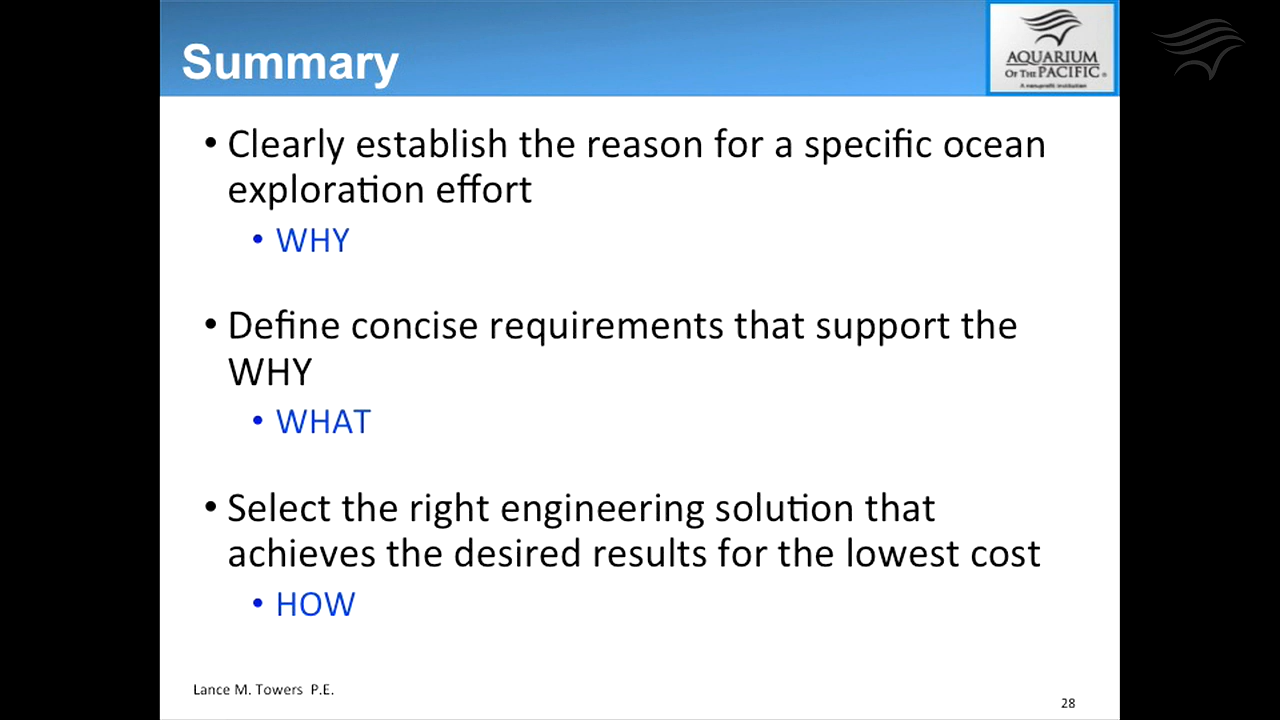 Summary
AQUARIUM
OF THE PACIFIC
A nonprofit institution
• Clearly establish the reason for a specific ocean
exploration effort
• WHY
• Define concise requirements that support the
WHY
• WHAT
• Select the right engineering solution that
achieves the desired results for the lowest cost
• HOW
Lance M. Towers P.E.
28